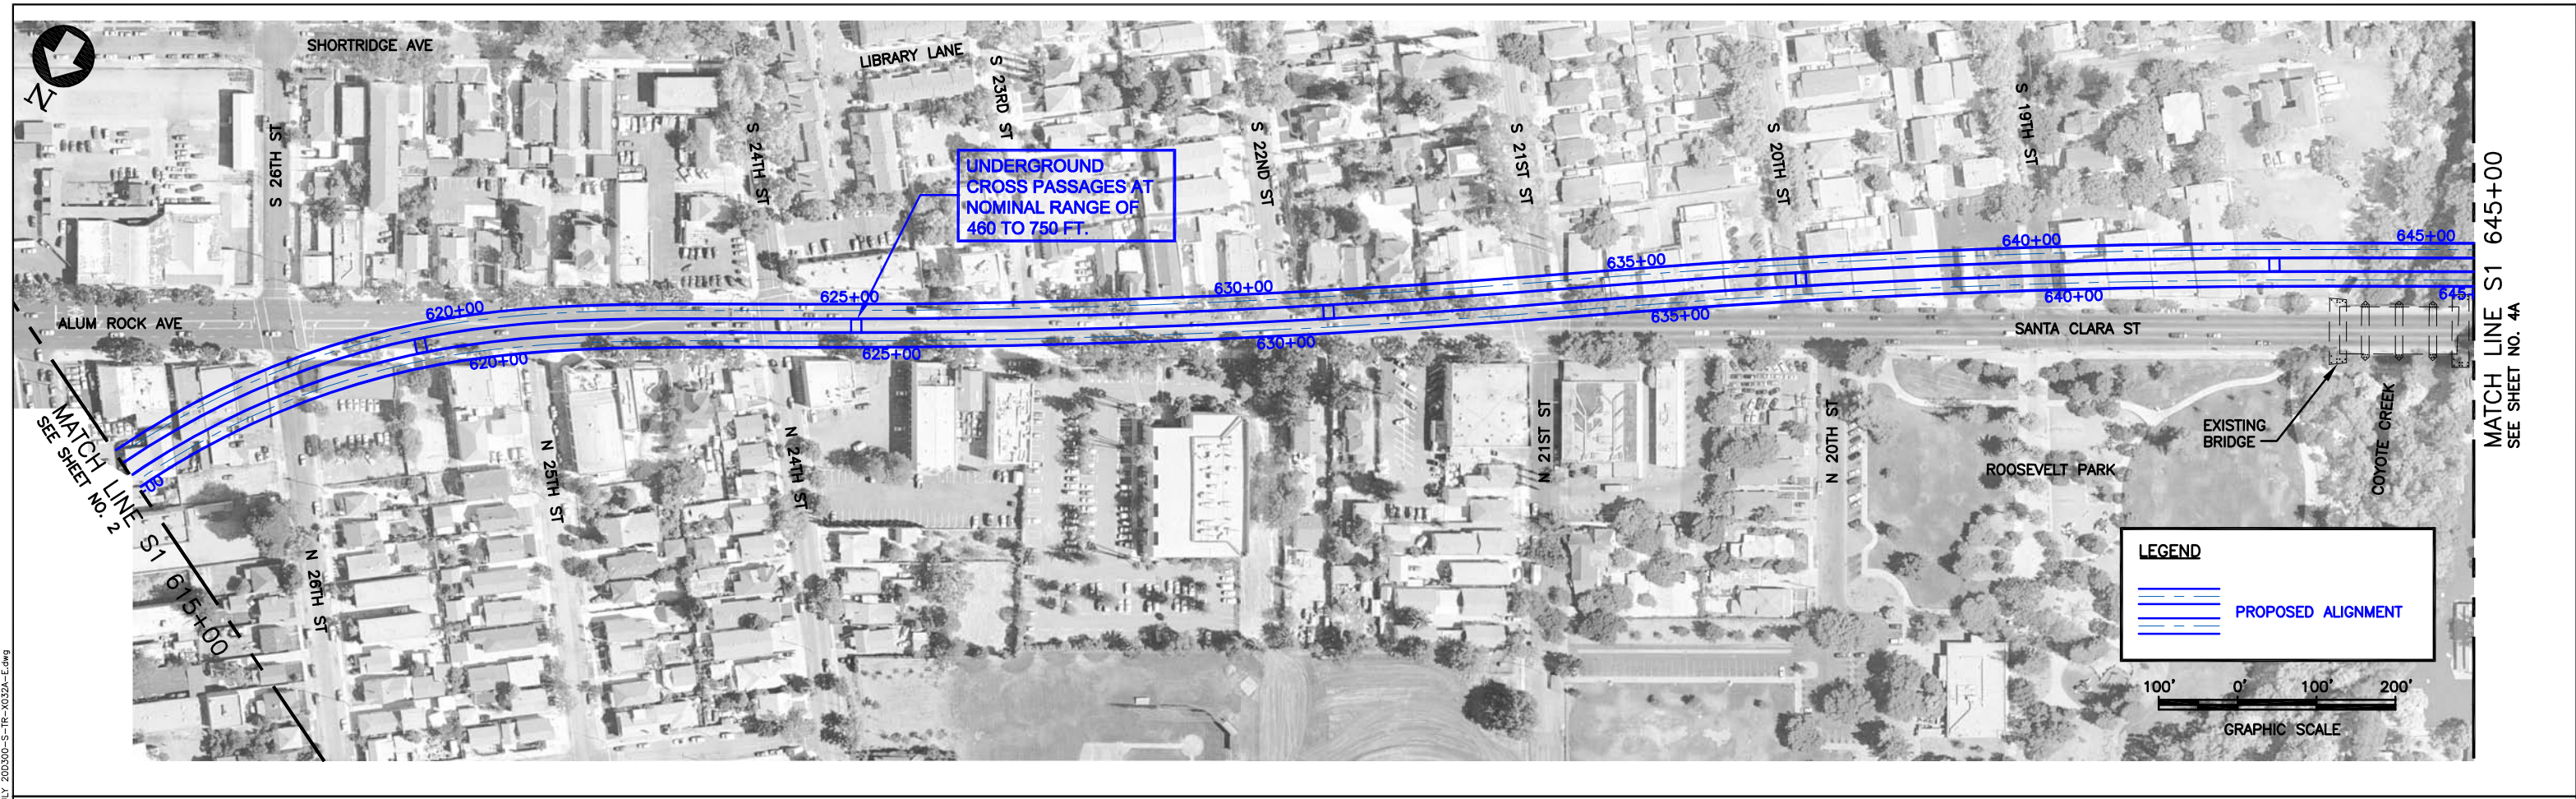 N
SHORTRIDGE AVE
LIBRARY LANE
S 26TH ST
S 24TH ST
S 23RD ST
S 22ND ST
S 21ST ST
S 20TH ST
S 19TH ST
UNDERGROUND
CROSS PASSAGES AT
NOMINAL RANGE OF
460 TO 750 FT.
620+00
625+00
630+00
635+00
640+00
645+00
620+00
625+00
630+00
635+00
640+00
645
ALUM ROCK AVE
SANTA CLARA ST
MATCH LINE S1 615+00
SEE SHEET NO. 2
N 26TH ST
N 25TH ST
N 24TH ST
N 21ST ST
N 20TH ST
ROOSEVELT PARK
EXISTING
BRIDGE
COYOTE CREEK
MATCH LINE S1 645+00
SEE SHEET NO. 4A
LEGEND
PROPOSED ALIGNMENT
100' 0' 100' 200'
GRAPHIC SCALE
20D300-S-TR-X032A-E.dwg